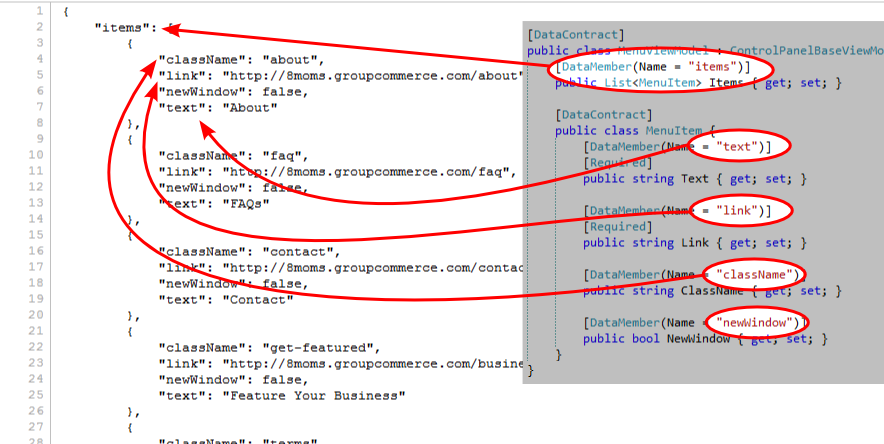 1 {
2 "items": [
3 {
4 "className": "about",
5 "link": "http://8moms.groupcommerce.com/about"
6 "newWindow": false,
7 "text": "About"
8 },
9 {
10 "className": "faq",
11 "link": "http://8moms.groupcommerce.com/faq",
12 "newWindow": false,
13 "text": "FAQs"
14 },
15 {
16 "className": "contact",
17 "link": "http://8moms.groupcommerce.com/contac
18 "newWindow": false,
19 "text": "Contact"
20 },
21 {
22 "className": "get-featured",
23 "link": "http://8moms.groupcommerce.com/busine
24 "newWindow": false,
25 "text": "Feature Your Business"
26 },
27 {
28 "className": "terms"
[DataContract]
public class MenuViewModel : ControlPanelBaseViewMo
[DataMember(Name = "items")]
public List<MenuItem> Items { get; set; }
[DataContract]
public class MenuItem {
[DataMember(Name = "text")]
[Required]
public string Text { get; set; }
[DataMember(Name = "link")]
[Required]
public string Link { get; set; }
[DataMember(Name = "className")]
public string ClassName { get; set; }
[DataMember(Name = "newWindow")]
public bool NewWindow { get; set; }
}
}